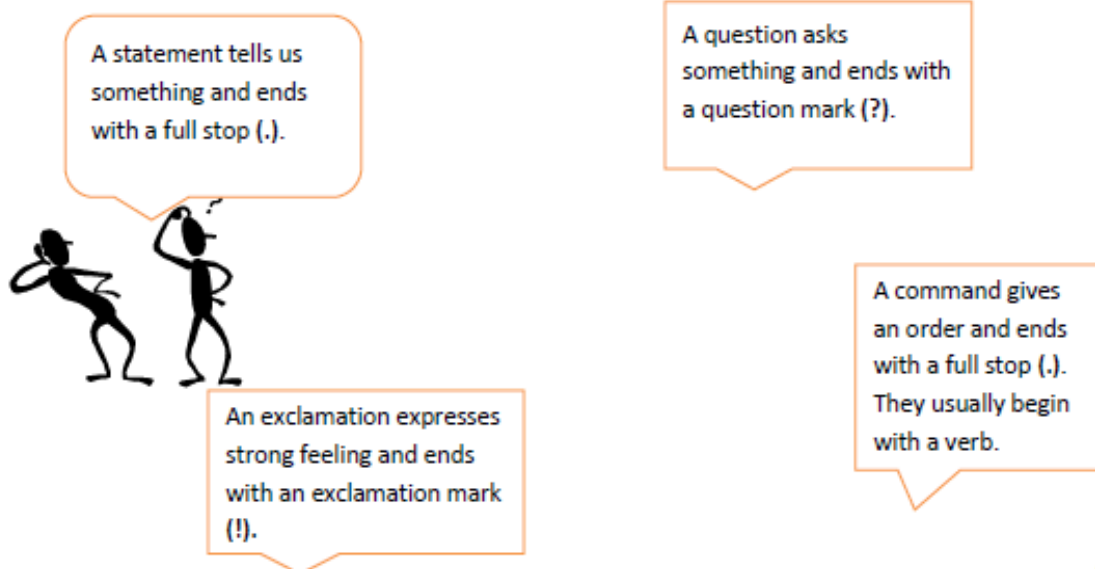 A statement tells us
something and ends
with a full stop (.).
A question asks
something and ends with
a question mark (?).
?
A command gives
an order and ends
with a full stop (.).
They usually begin
with a verb.
An exclamation expresses
strong feeling and ends
with an exclamation mark
(!).